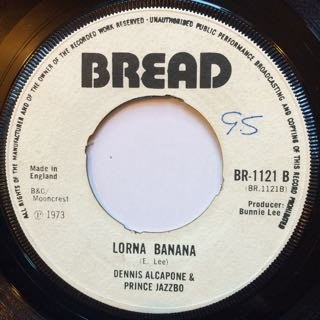 ALL RIGHTS OF THE MANUFACTURER AND OF THE OWNER OF THE RECORDED WORK RESERVED - UNAUTHORISED PUBLIC PERFORMANCE BROADCASTING AND COPYING OF THIS RECORD PROHIBITED
BREAD
95
Made in
England
BR-1121 B
(BR.1121B)
B&C/
Mooncrest
Producer:
Bunnie Lee
℗ 1973
LORNA BANANA
(E. Lee)
DENNIS ALCAPONE &
PRINCE JAZZBO